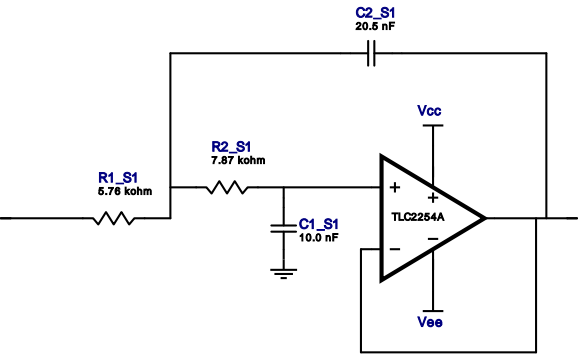 C2_S1
20.5 nF
Vcc
R2_S1
7.87 kohm
R1_S1
5.76 kohm
+
+
TLC2254A
C1_S1
10.0 nF
−
−
Vee